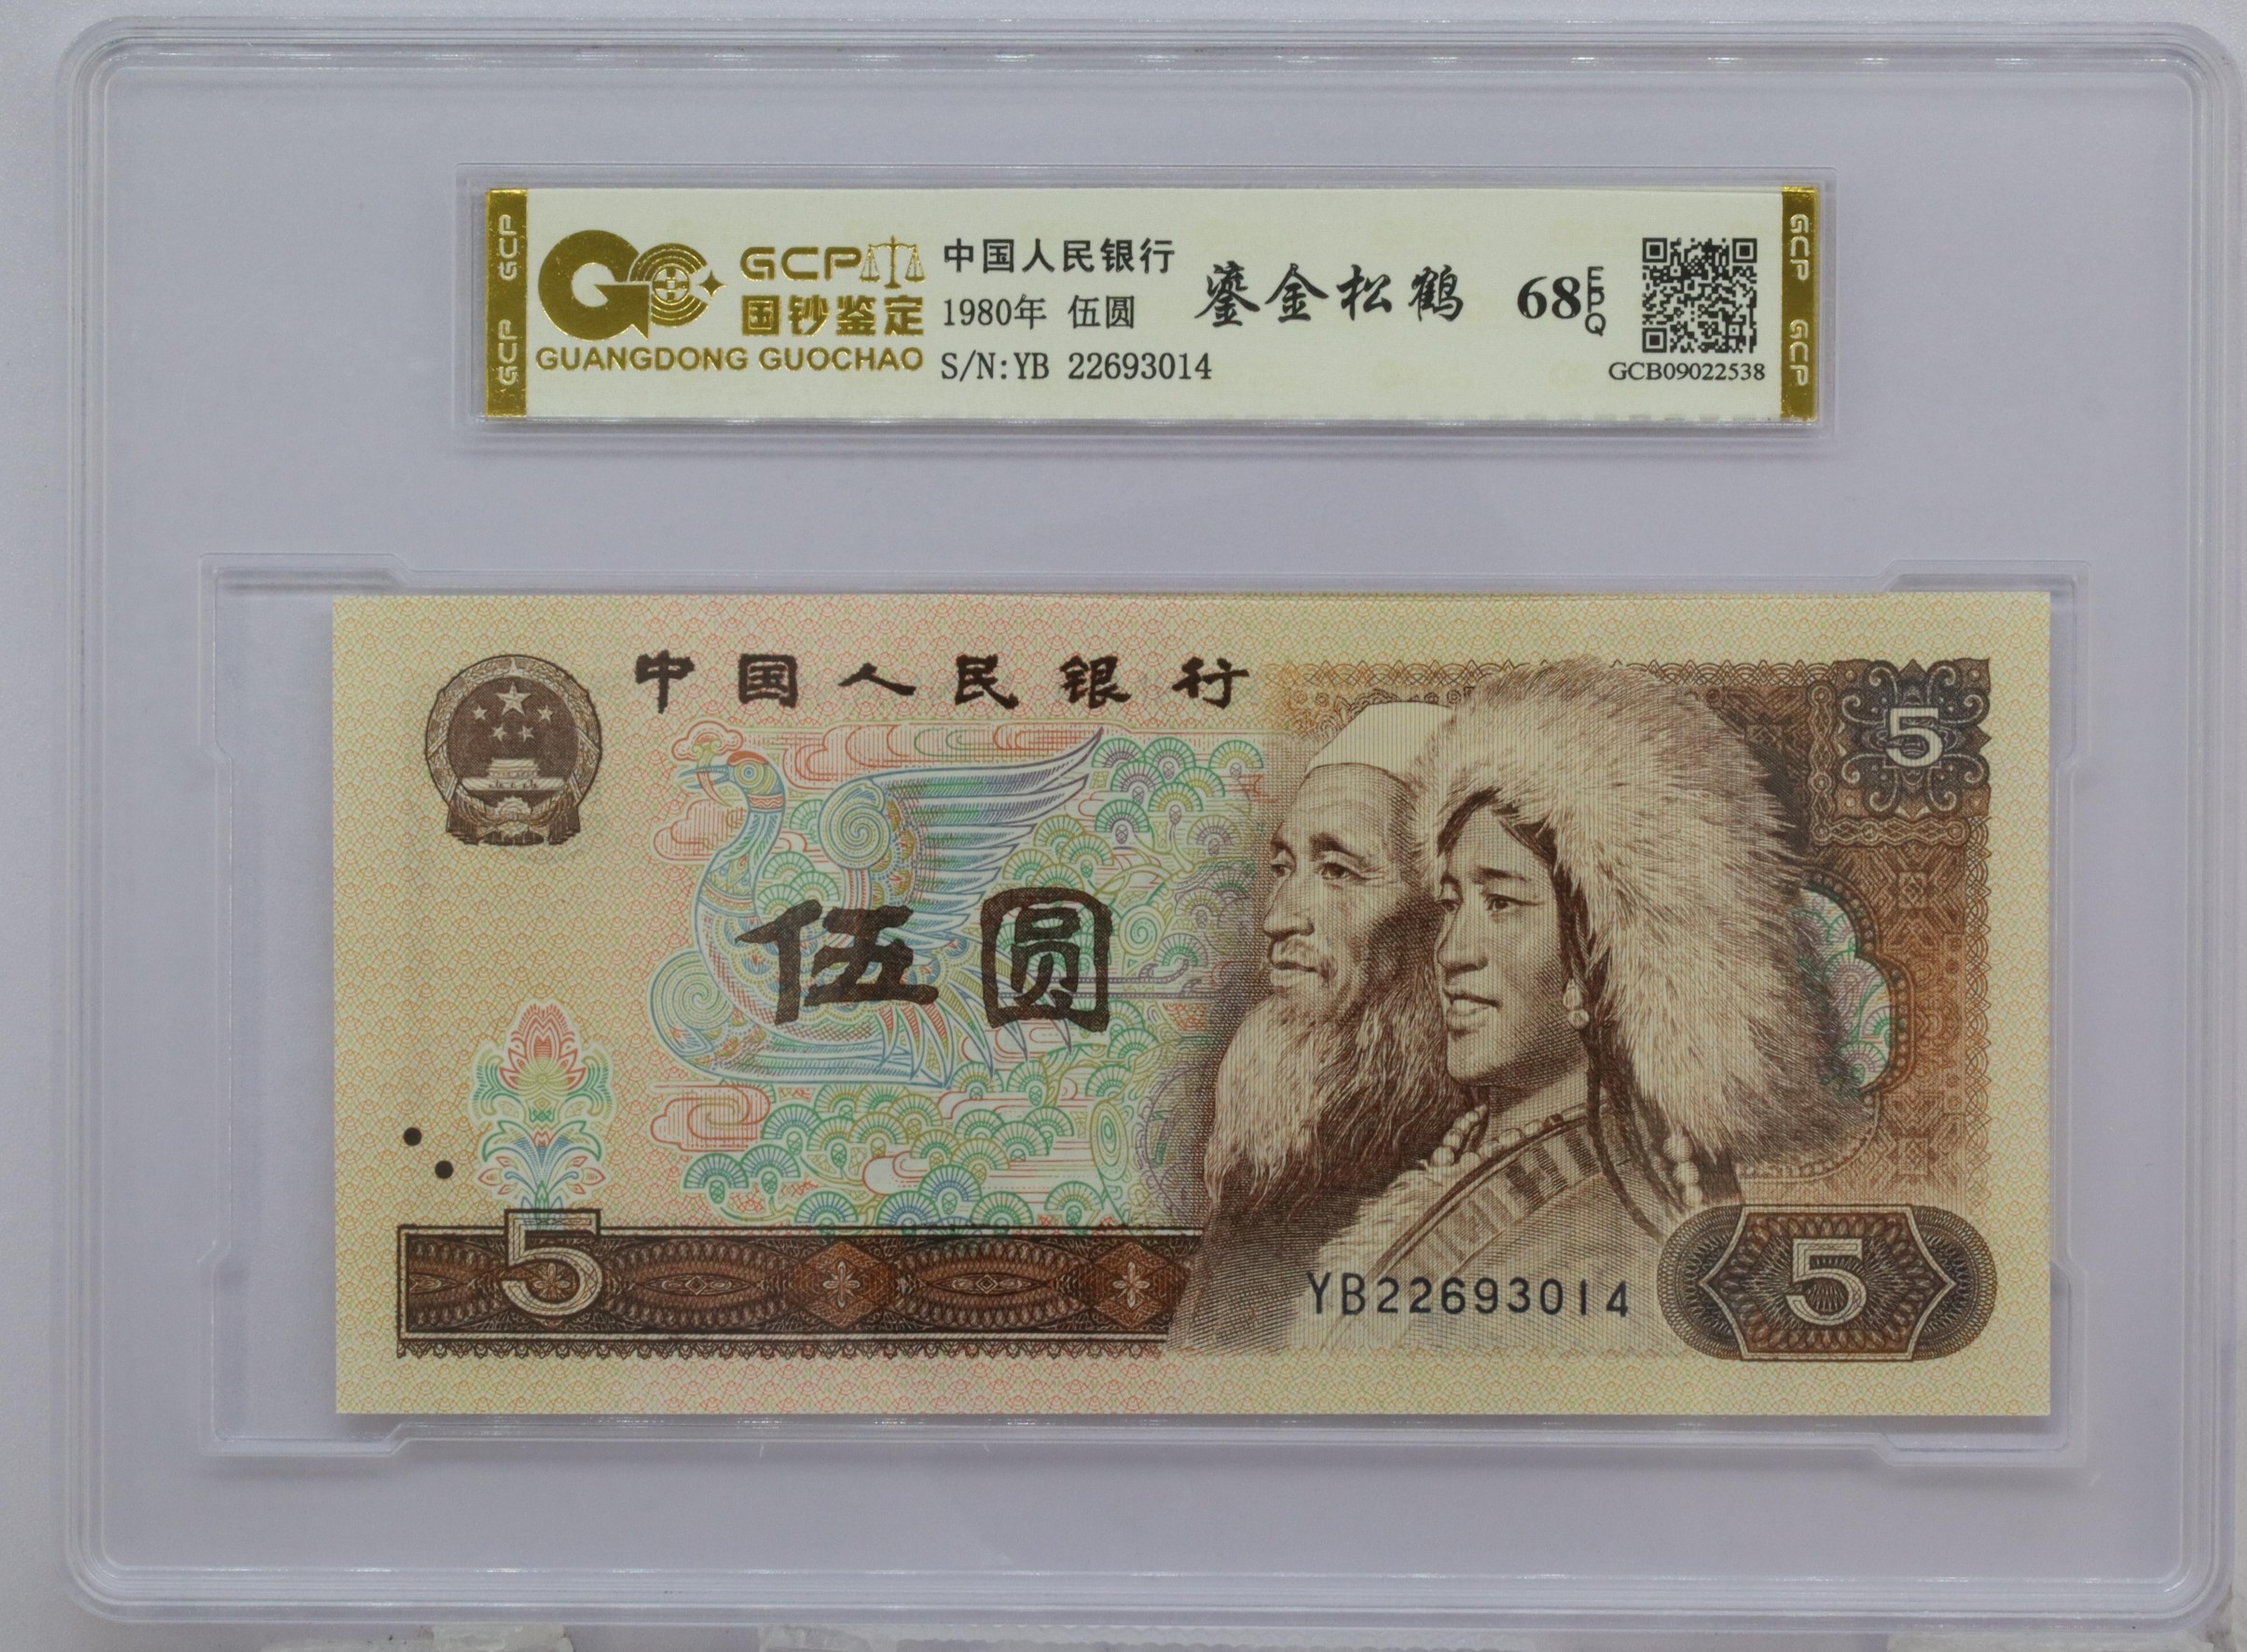 GCP GCP
GCP
国钞鉴定
GUANGDONG GUOCHAO
中国人民银行
1980年 伍圆
S/N:YB 22693014
鎏金松鹤
68
EPQ
GCB09022538
GCP GCP
中国人民银行
5
伍圆
5
YB22693014
5